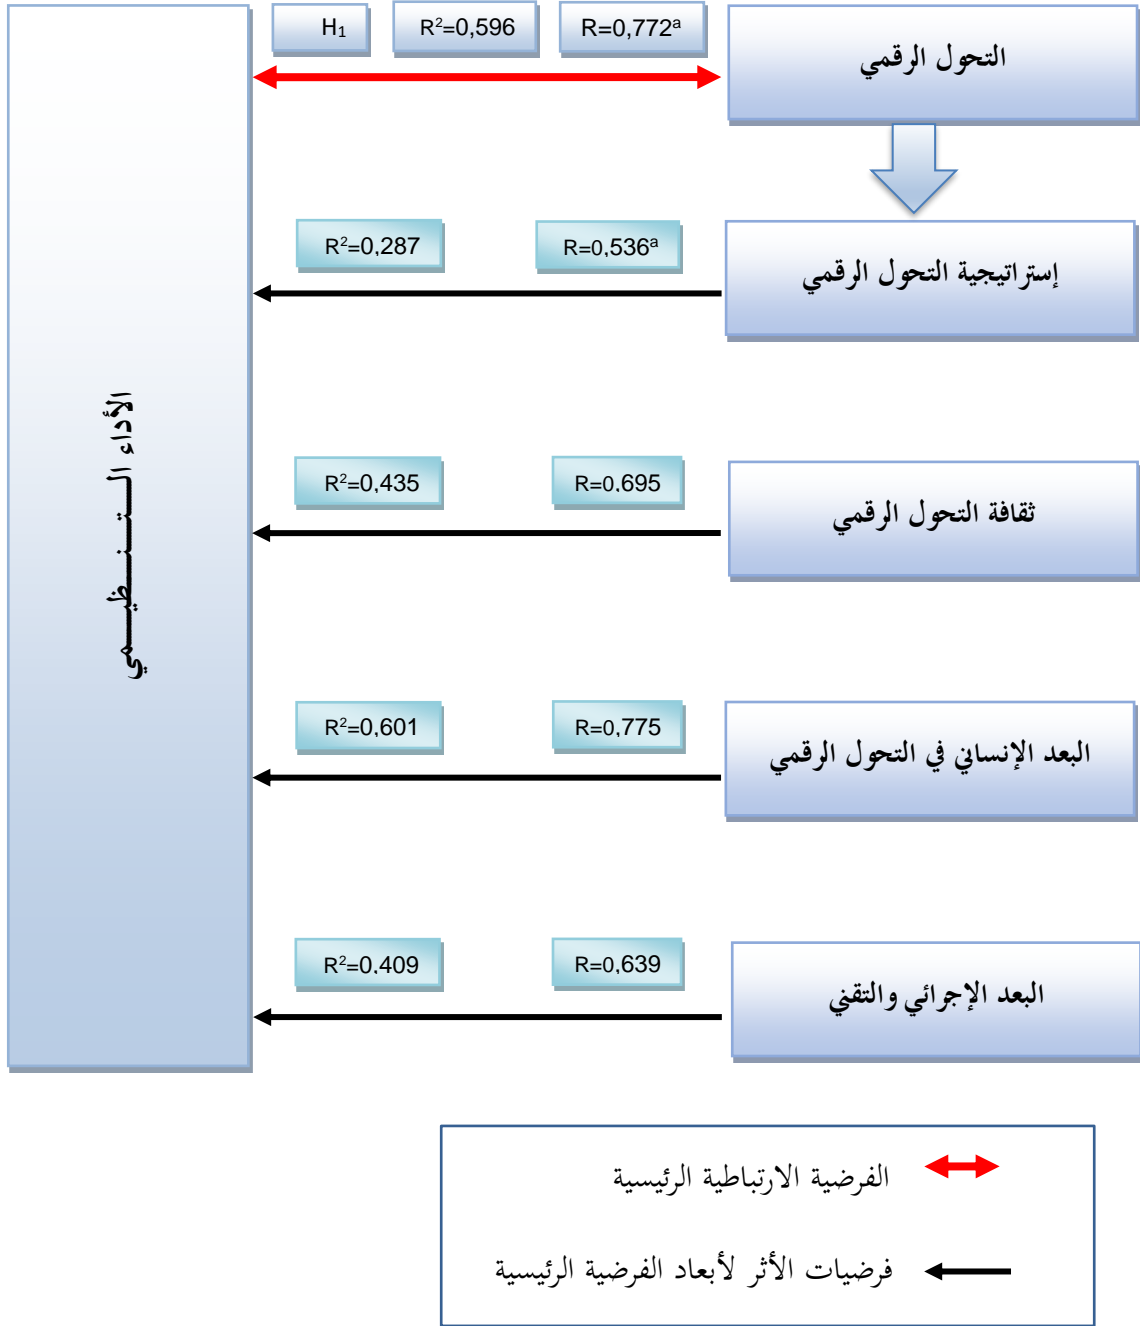 التحول الرقمي
R=0,772ᵃ
R²=0,596
H₁
إستراتيجية التحول الرقمي
R=0,536ᵃ
R²=0,287
ثقافة التحول الرقمي
R=0,695
R²=0,435
البعد الإنساني في التحول الرقمي
R=0,775
R²=0,601
البعد الإجرائي والتقني
R=0,639
R²=0,409
الأداء الـــتـــنـــظيـــمي
الفرضية الارتباطية الرئيسية
فرضيات الأثر لأبعاد الفرضية الرئيسية